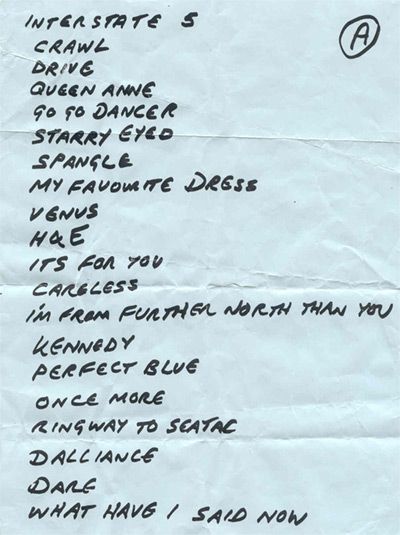 INTERSTATE 5
A
CRAWL
DRIVE
QUEEN ANNE
GO GO DANCER
STARRY EYED
SPANGLE
MY FAVOURITE DRESS
VENUS
H&E
ITS FOR YOU
CARELESS
I'M FROM FURTHER NORTH THAN YOU
KENNEDY
PERFECT BLUE
ONCE MORE
RINGWAY TO SEATAC
DALLIANCE
DARE
WHAT HAVE I SAID NOW